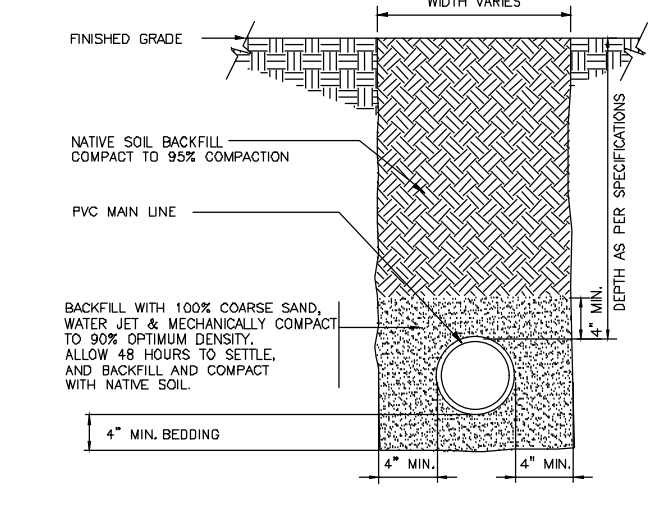 WIDTH VARIES
FINISHED GRADE
NATIVE SOIL BACKFILL
COMPACT TO 95% COMPACTION
DEPTH AS PER SPECIFICATIONS
PVC MAIN LINE
4" MIN.
BACKFILL WITH 100% COARSE SAND,
WATER JET & MECHANICALLY COMPACT
TO 90% OPTIMUM DENSITY.
ALLOW 48 HOURS TO SETTLE,
AND BACKFILL AND COMPACT
WITH NATIVE SOIL.
4" MIN. BEDDING
4" MIN.
4" MIN.